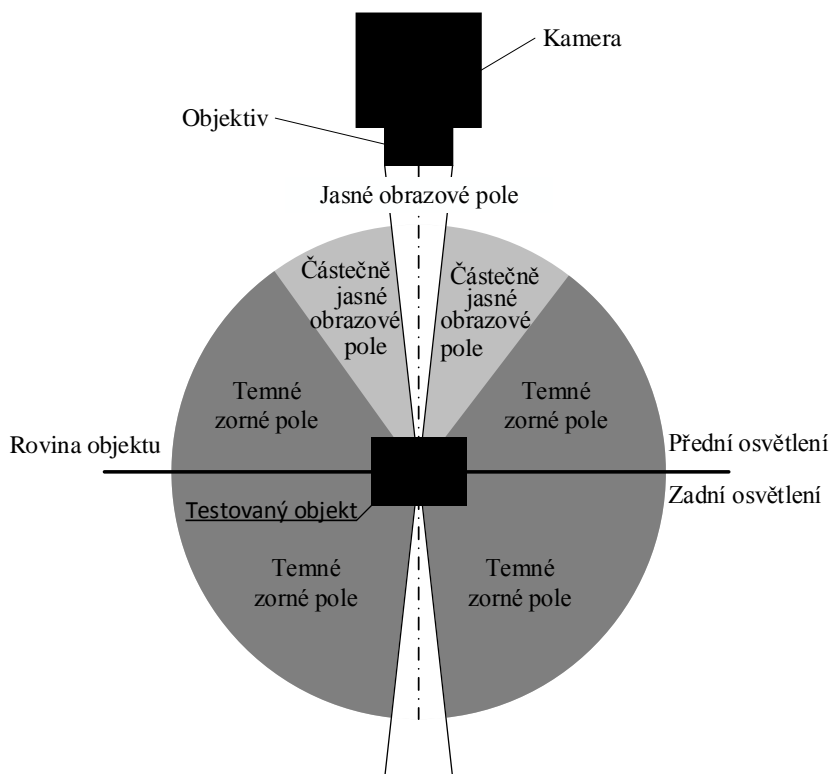 Kamera
Objektiv
Jasné obrazové pole
Částečně
jasné
obrazové
pole
Částečně
jasné
obrazové
pole
Temné
zorné pole
Temné
zorné pole
Rovina objektu
Přední osvětlení
Zadní osvětlení
Testovaný objekt
Temné
zorné pole
Temné
zorné pole